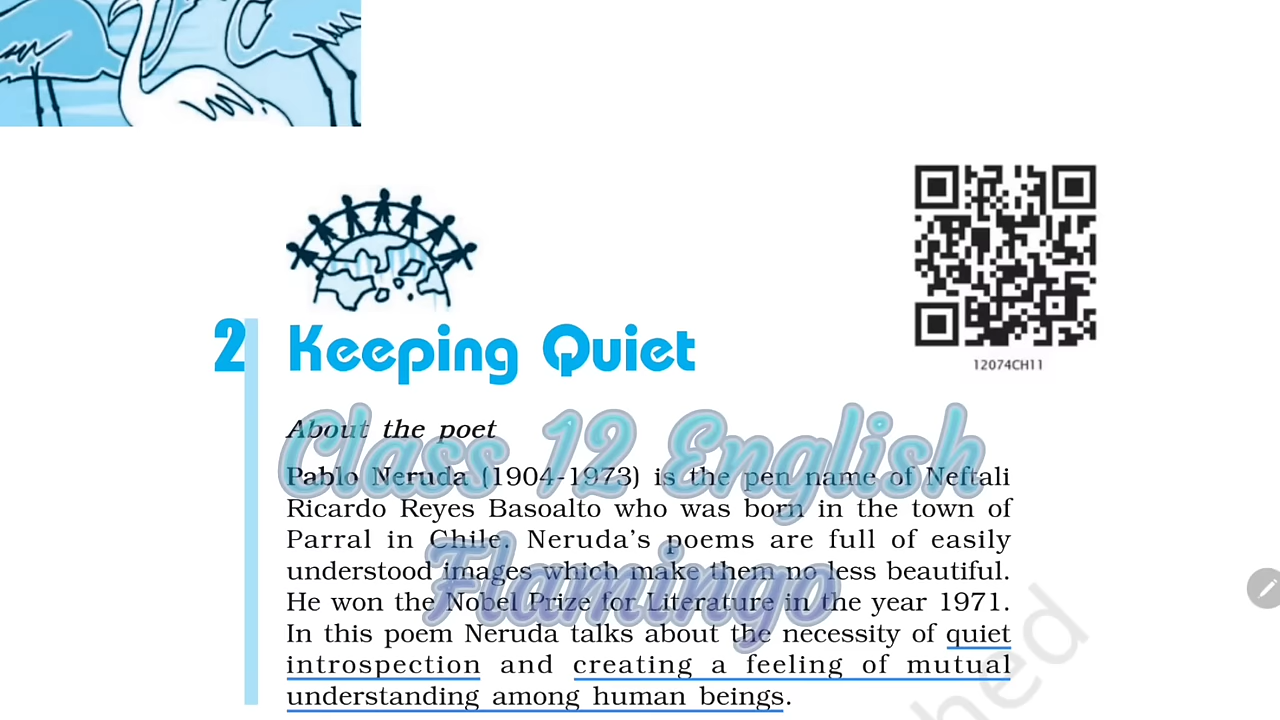 12074CH11
2 Keeping Quiet
About the poet
Class 12 English
Pablo Neruda (1904-1973) is the pen name of Neftali
Ricardo Reyes Basoalto who was born in the town of
Parral in Chile. Neruda's poems are full of easily
understood images which make them no less beautiful.
Flamingo
He won the Nobel Prize for Literature in the year 1971.
In this poem Neruda talks about the necessity of quiet
introspection and creating a feeling of mutual
understanding among human beings.